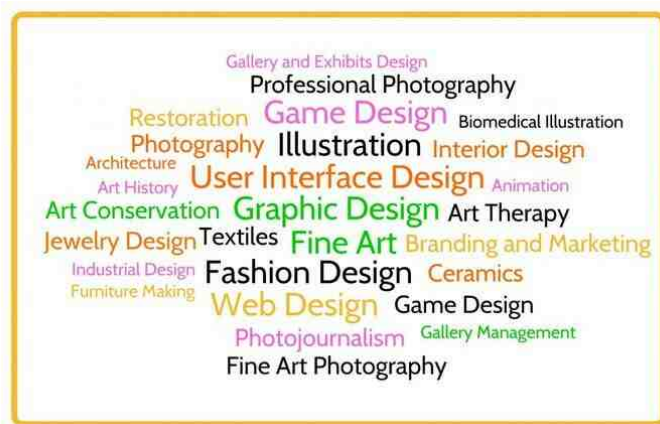 Gallery and Exhibits Design
Professional Photography
Restoration Game Design Biomedical Illustration
Photography Illustration Interior Design
Architecture
Art History User Interface Design Animation
Art Conservation Graphic Design Art Therapy
Jewelry Design Textiles Fine Art Branding and Marketing
Industrial Design Fashion Design Ceramics
Furniture Making Web Design Game Design
Photojournalism Gallery Management
Fine Art Photography